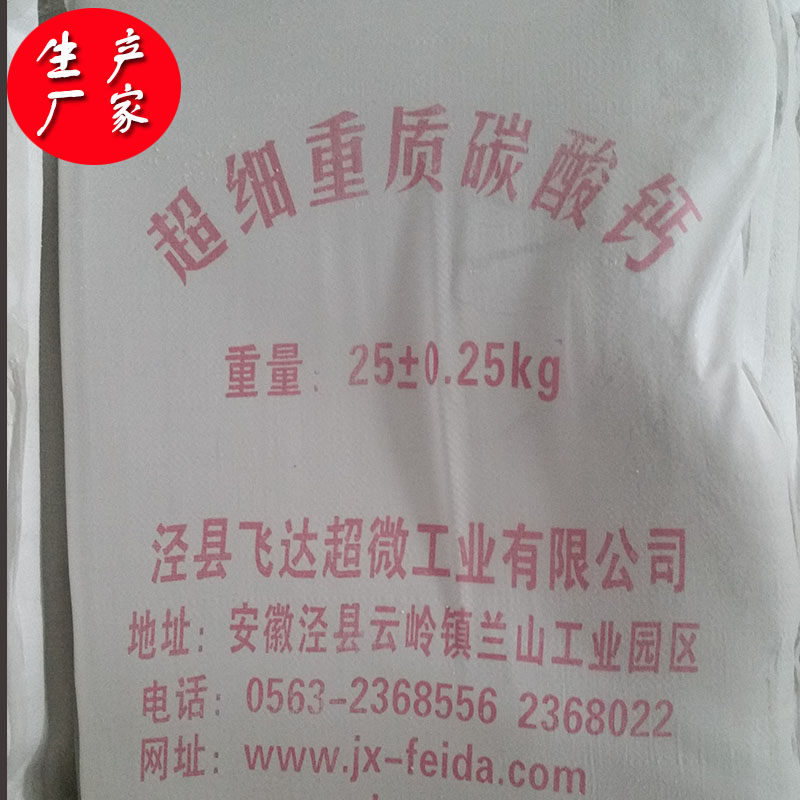 生产
厂家
超细重质碳酸钙
重量: 25±0.25kg
泾县飞达超微工业有限公司
地址: 安徽泾县云岭镇兰山工业园区
电话: 0563-2368556 2368022
网址: www.jx-feida.com